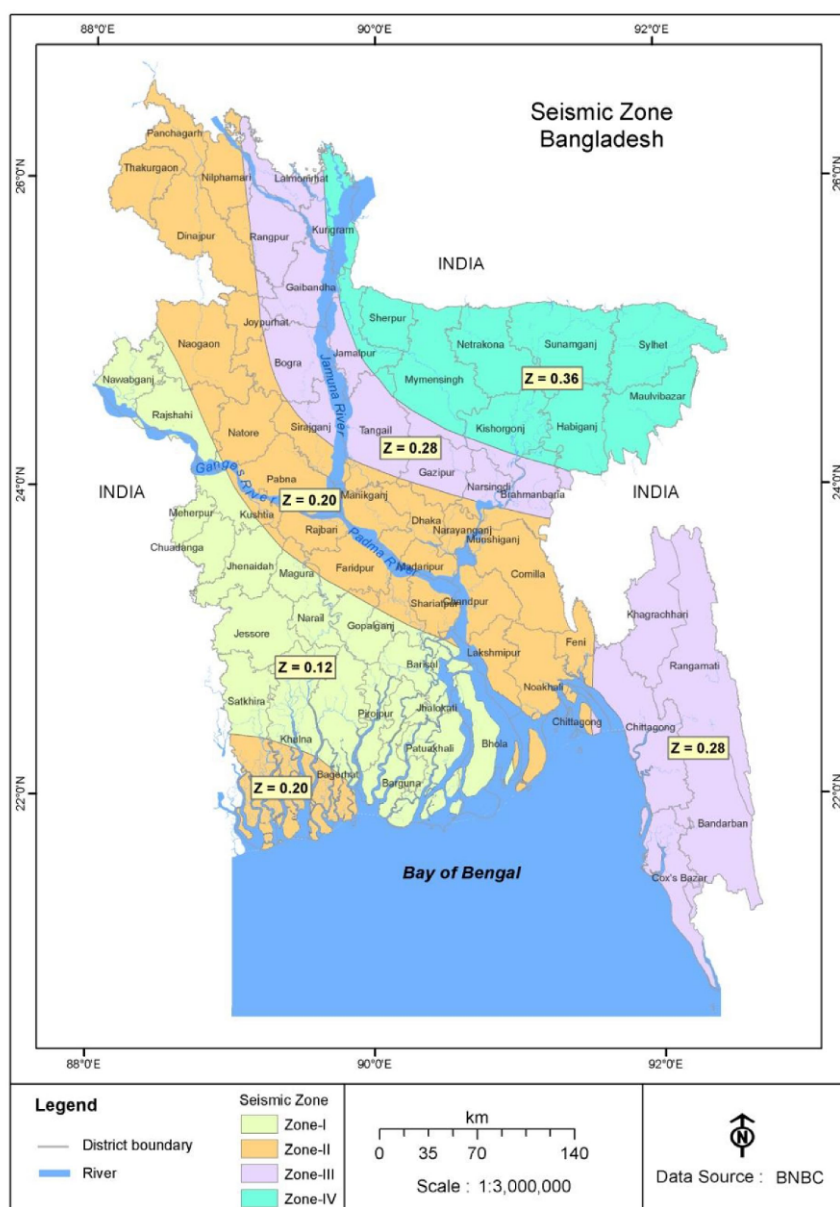 88°0'E
90°0'E
92°0'E
Seismic Zone
Bangladesh
26°0'N
26°0'N
Panchagarh
Thakurgaon
Nilphamari
Lalmonirhat
Dinajpur
Rangpur
Kurigram
INDIA
Gaibandha
Joypurhat
Sherpur
Naogaon
Netrakona
Sunamganj
Sylhet
Bogra
Jamalpur
Jamuna River
Nawabganj
Mymensingh
Z = 0.36
Maulvibazar
Rajshahi
Natore
Sirajganj
Tangail
Kishorgonj
Habiganj
Z = 0.28
Ganges River
Pabna
Gazipur
Narsingdi
24°0'N
INDIA
Z = 0.20
Manikganj
Brahmanbaria
INDIA
24°0'N
Meherpur
Kushtia
Dhaka
Chuadanga
Rajbari
Padma River
Narayanganj
Munshiganj
Jhenaidah
Magura
Faridpur
Madaripur
Comilla
Shariatpur
Chandpur
Khagrachhari
Jessore
Narail
Gopalganj
Lakshmipur
Feni
Z = 0.12
Barisal
Rangamati
Satkhira
Pirojpur
Jhalokati
Noakhali
Chittagong
Chittagong
Khulna
Patuakhali
Bhola
Z = 0.28
Z = 0.20
Bagerhat
Barguna
22°0'N
22°0'N
Bandarban
Bay of Bengal
Cox's Bazar
88°0'E
90°0'E
92°0'E
Legend
District boundary
River
Seismic Zone
Zone-I
Zone-II
Zone-III
Zone-IV
km
0 35 70 140
Scale : 1:3,000,000
N
Data Source : BNBC